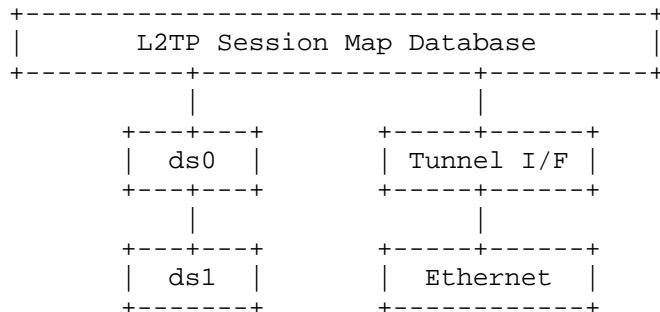 L2TP Session Map Database
ds0 Tunnel I/F
ds1 Ethernet